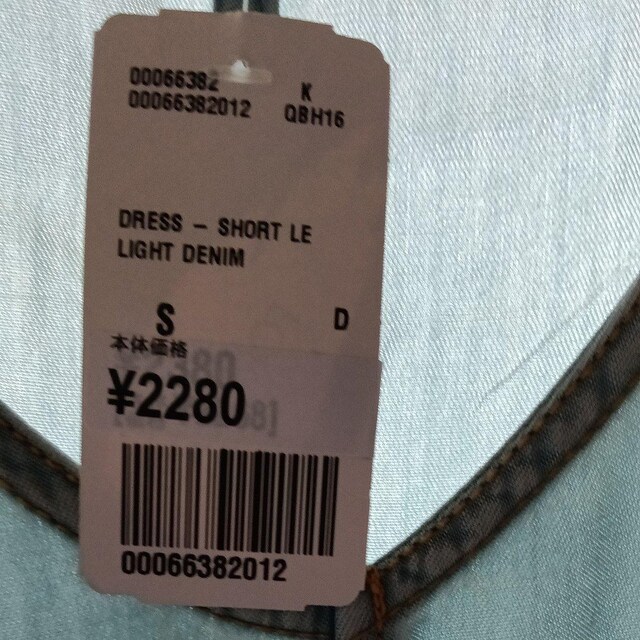 00066382
K
00066382012
QBH16
DRESS – SHORT LE
LIGHT DENIM
S
D
本体価格
¥2280
00066382012